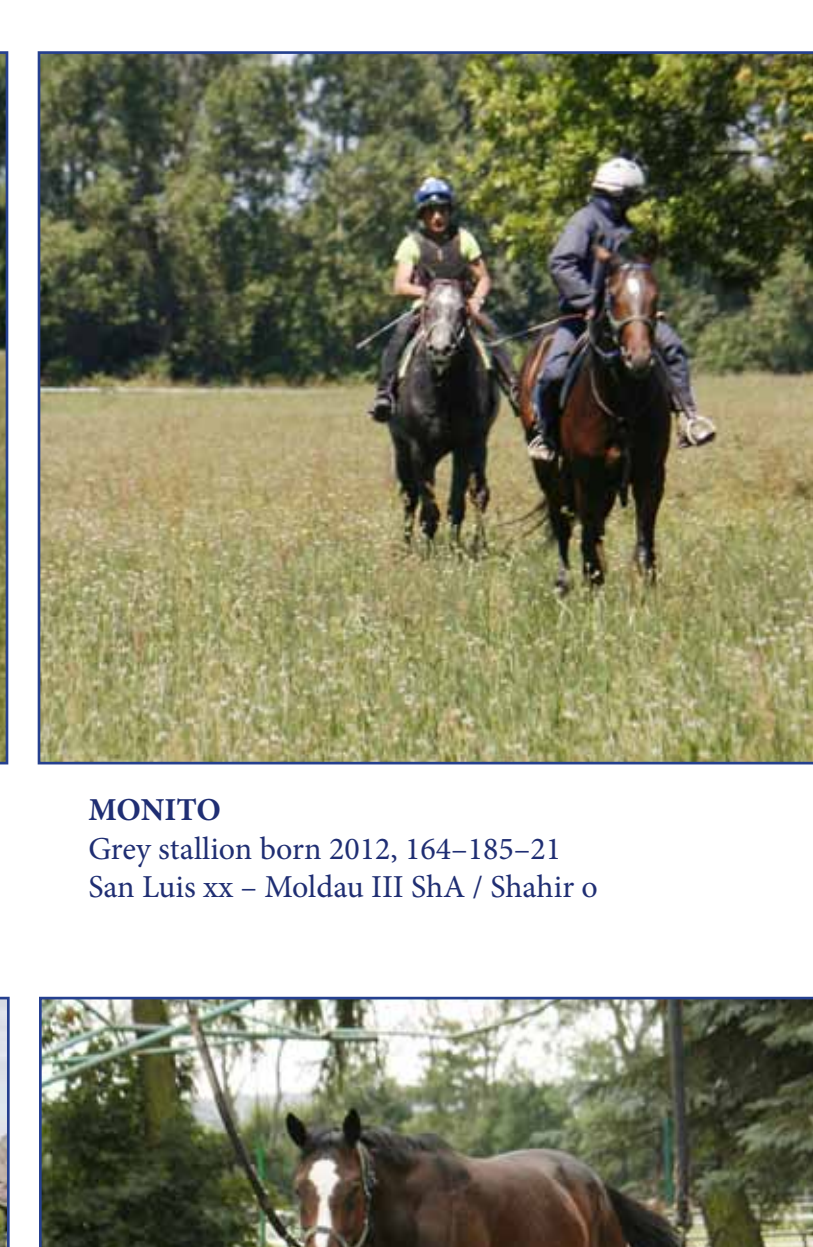 MONITO
Grey stallion born 2012, 164–185–21
San Luis xx – Moldau III ShA / Shahir o